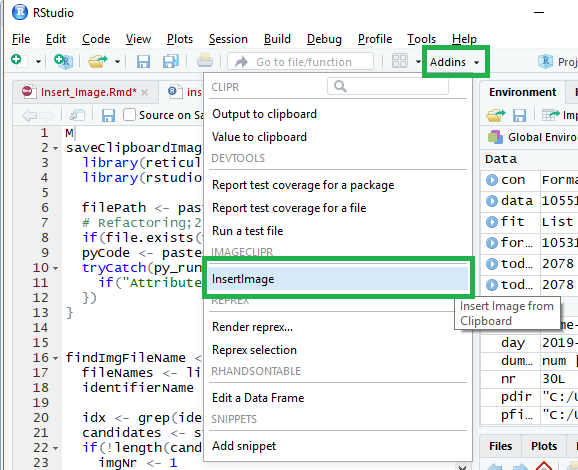 RStudio
File Edit Code View Plots Session Build Debug Profile Tools Help
Go to file/function
Addins
Insert_Image.Rmd*
ins
Source on Sa
CLIPR
Output to clipboard
Value to clipboard
DEVTOOLS
Report test coverage for a package
Report test coverage for a file
Run a test file
IMAGECLIPR
InsertImage
Insert Image from
Clipboard
REPREX
Render reprex...
Reprex selection
RHANDSONTABLE
Edit a Data Frame
SNIPPETS
Add snippet
1 M
2 saveClipboardImag
3 library(reticul
4 library(rstudio
5
6 filePath <- pas
7 # Refactoring;2
8 if(file.exists(
9 pyCode <- paste
10 tryCatch(py_run
11 if("Attribute
12 })
13 }
14
15
16 findImgFileName <
17 fileNames <- li
18 identifierName
19
20 idx <- grep(ide
21 candidates <- s
22 if(!length(cand
23 imgNr <- 1
Environment
Global Enviro
Data
con Forma
data 10551
fit List
for... 10531
tod... 2078
tod... 2078
day 2019-
dum... num [
nr 30L
pdir "C:/U
pfi... "C:/U
Files Plots